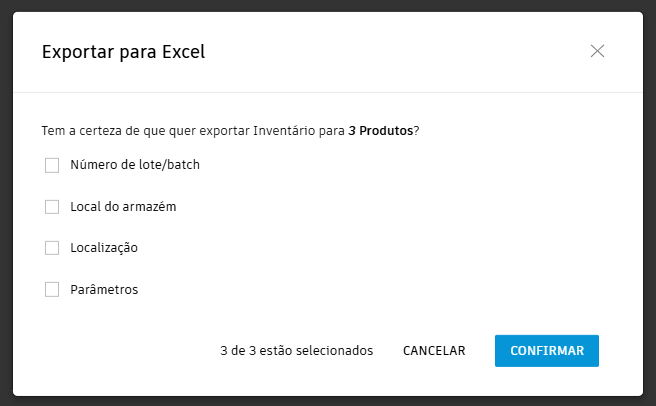 Exportar para Excel
Tem a certeza de que quer exportar Inventário para 3 Produtos?
Número de lote/batch
Local do armazém
Localização
Parâmetros
3 de 3 estão selecionados CANCELAR CONFIRMAR